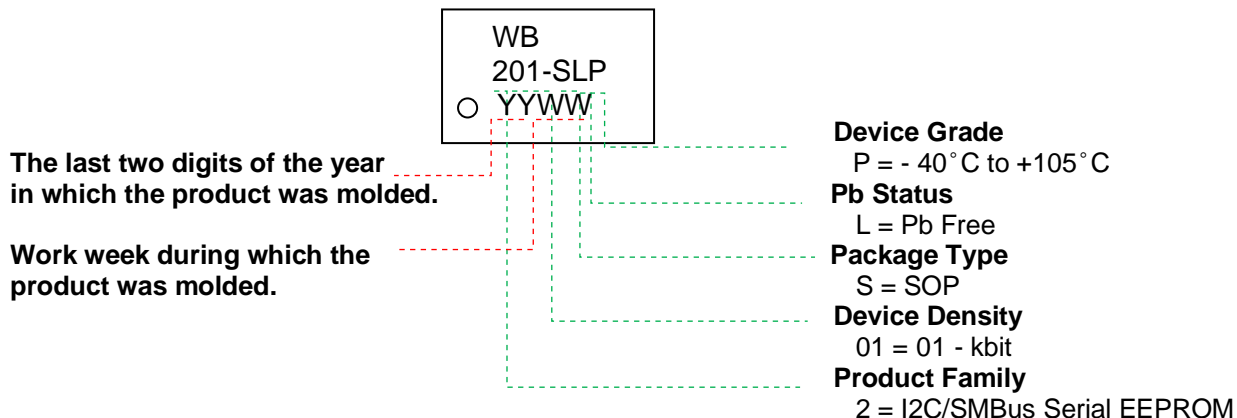 WB
201-SLP
YYWW
The last two digits of the year
in which the product was molded.
Work week during which the
product was molded.
Device Grade
P = - 40°C to +105°C
Pb Status
L = Pb Free
Package Type
S = SOP
Device Density
01 = 01 - kbit
Product Family
2 = I2C/SMBus Serial EEPROM